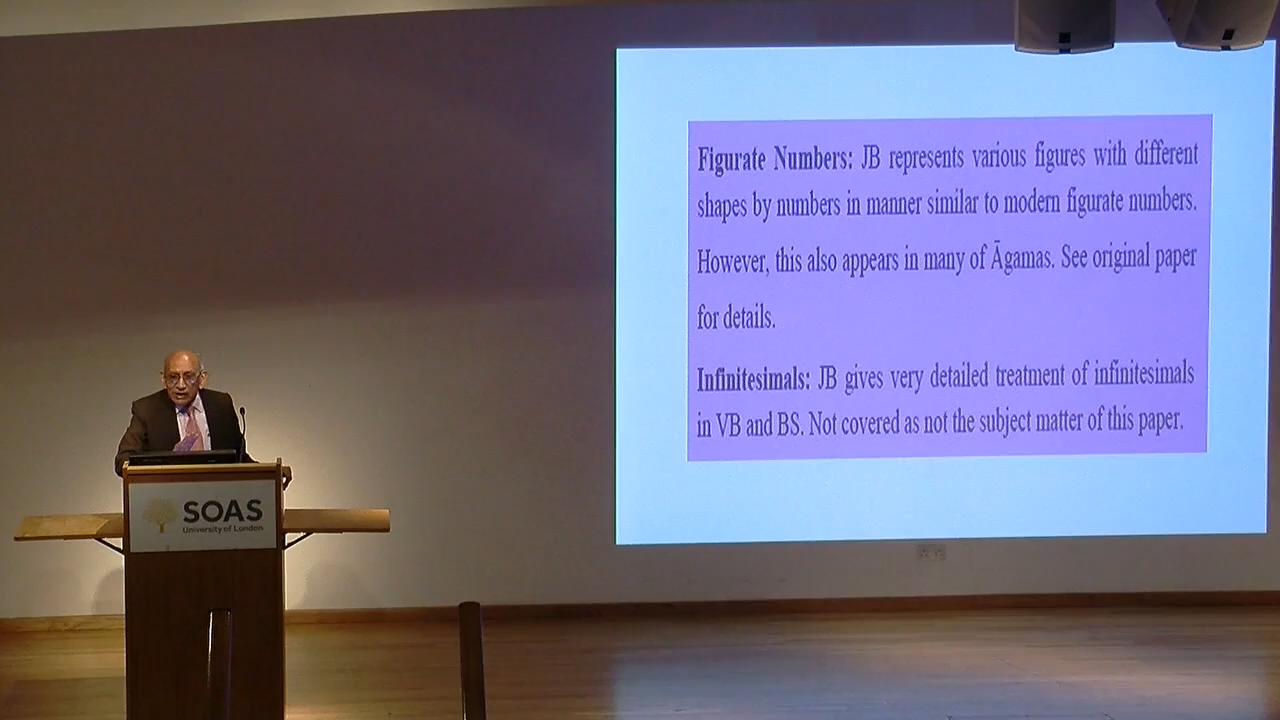 Figurate Numbers: JB represents various figures with different
shapes by numbers in manner similar to modern figurate numbers.
However, this also appears in many of Āgamas. See original paper
for details.
Infinitesimals: JB gives very detailed treatment of infinitesimals
in VB and BS. Not covered as not the subject matter of this paper.
SOAS
University of London